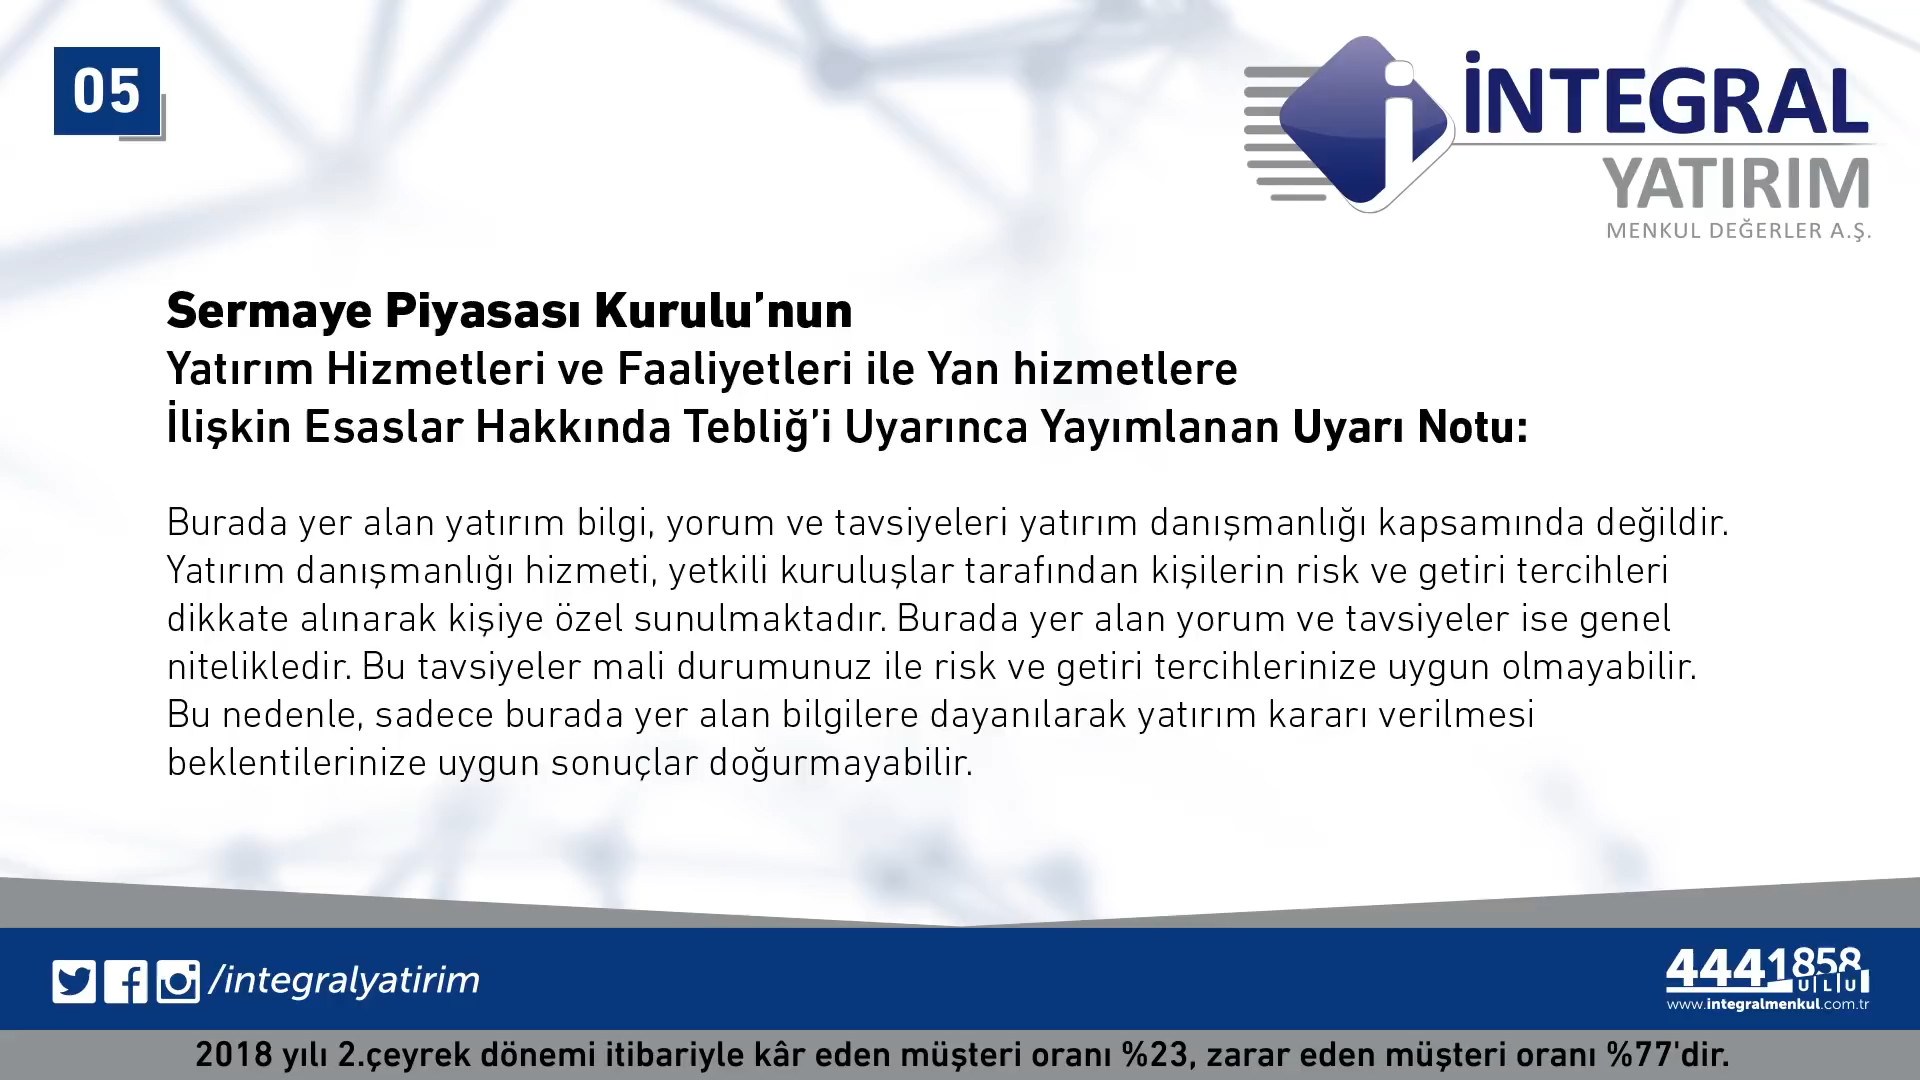 05
İNTEGRAL
YATIRIM
MENKUL DEĞERLER A.Ş.
Sermaye Piyasası Kurulu’nun
Yatırım Hizmetleri ve Faaliyetleri ile Yan hizmetlere
İlişkin Esaslar Hakkında Tebliğ’i Uyarınca Yayımlanan Uyarı Notu:
Burada yer alan yatırım bilgi, yorum ve tavsiyeleri yatırım danışmanlığı kapsamında değildir.
Yatırım danışmanlığı hizmeti, yetkili kuruluşlar tarafından kişilerin risk ve getiri tercihleri
dikkate alınarak kişiye özel sunulmaktadır. Burada yer alan yorum ve tavsiyeler ise genel
nitelikledir. Bu tavsiyeler mali durumunuz ile risk ve getiri tercihlerinize uygun olmayabilir.
Bu nedenle, sadece burada yer alan bilgilere dayanılarak yatırım kararı verilmesi
beklentilerinize uygun sonuçlar doğurmayabilir.
/integralyatirim
4441858
U L U
www.integralmenkul.com.tr
2018 yılı 2.çeyrek dönemi itibariyle kâr eden müşteri oranı %23, zarar eden müşteri oranı %77'dir.